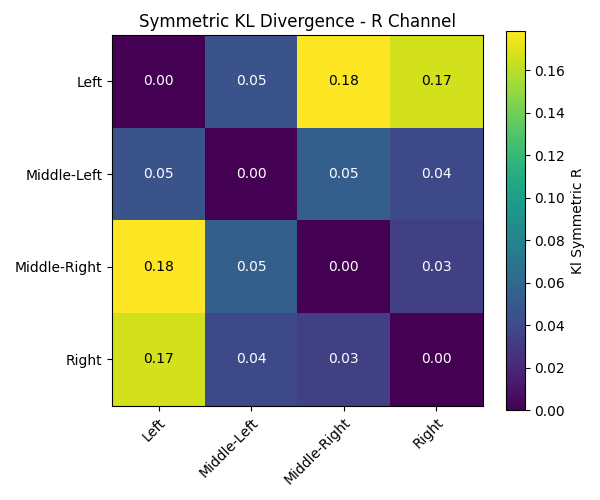 Symmetric KL Divergence - R Channel
Left 0.00 0.05 0.18 0.17
Middle-Left 0.05 0.00 0.05 0.04
Middle-Right 0.18 0.05 0.00 0.03
Right 0.17 0.04 0.03 0.00
Left
Middle-Left
Middle-Right
Right
0.16
0.14
0.12
0.10
0.08
0.06
0.04
0.02
0.00
Kl Symmetric R